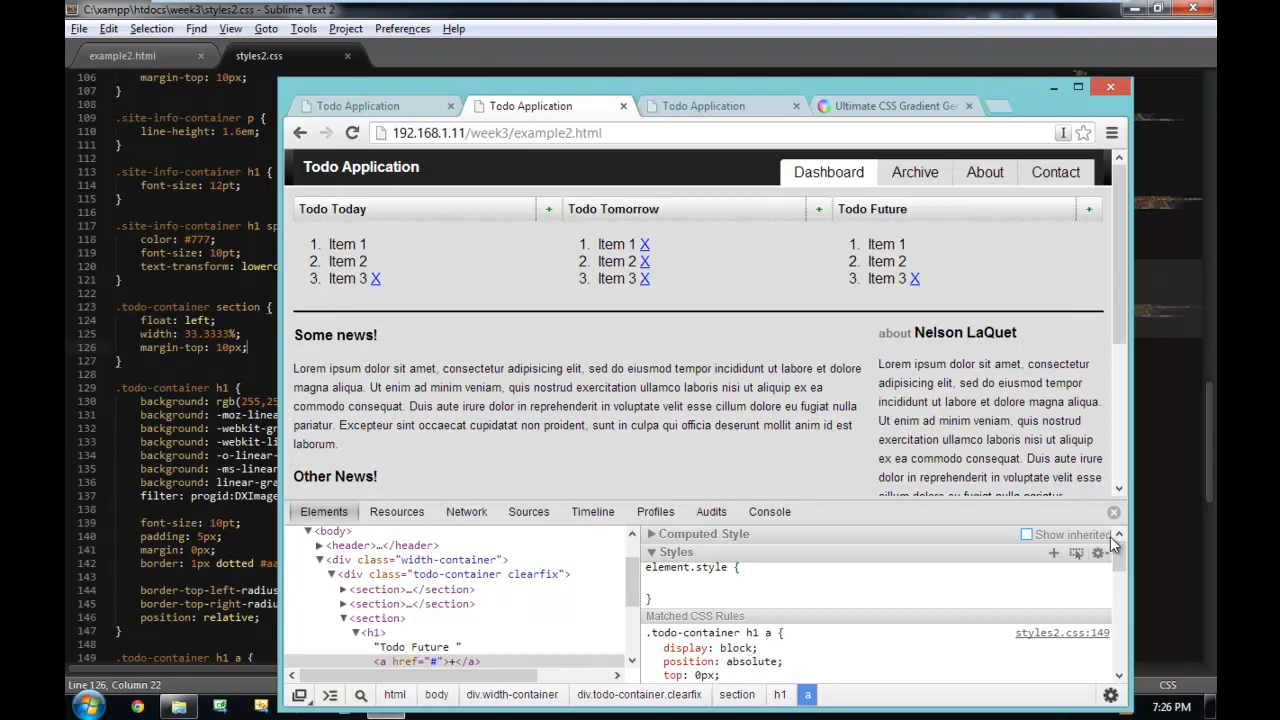 C:\xampp\htdocs\week3\styles2.css - Sublime Text 2
File Edit Selection Find View Goto Tools Project Preferences Help
example2.html × styles2.css ×
106 margin-top: 10px;
107 }
108
109 .site-info-container p {
110 line-height: 1.6em;
111 }
112
113 .site-info-container h1 {
114 font-size: 12pt;
115 }
116
117 .site-info-container h1 sp
118 color: #777;
119 font-size: 10pt;
120 text-transform: lowerc
121 }
122
123 .todo-container section {
124 float: left;
125 width: 33.3333%;
126 margin-top: 10px;
127 }
128
129 .todo-container h1 {
130 background: rgb(255,25
131 background: -moz-linea
132 background: -webkit-gr
133 background: -webkit-li
134 background: -o-linear-
135 background: -ms-linear
136 background: linear-gra
137 filter: progid:DXImage
138
139 font-size: 10pt;
140 padding: 5px;
141 margin: 0px;
142 border: 1px dotted #aa
143
144 border-top-left-radius
145 border-top-right-radiu
146 position: relative;
147 }
148
149 .todo-container h1 a {
Line 126, Column 22
CSS
Todo Application × Todo Application × Todo Application × Ultimate CSS Gradient Ge ×
192.168.1.11/week3/example2.html
Todo Application
Dashboard Archive About Contact
Todo Today + Todo Tomorrow + Todo Future +
1. Item 1 1. Item 1 X 1. Item 1
2. Item 2 2. Item 2 X 2. Item 2
3. Item 3 X 3. Item 3 X 3. Item 3 X
Some news!
Lorem ipsum dolor sit amet, consectetur adipisicing elit, sed do eiusmod tempor incididunt ut labore et dolore
magna aliqua. Ut enim ad minim veniam, quis nostrud exercitation ullamco laboris nisi ut aliquip ex ea
commodo consequat. Duis aute irure dolor in reprehenderit in voluptate velit esse cillum dolore eu fugiat nulla
pariatur. Excepteur sint occaecat cupidatat non proident, sunt in culpa qui officia deserunt mollit anim id est
laborum.
Other News!
about Nelson LaQuet
Lorem ipsum dolor sit amet, consectetur
adipisicing elit, sed do eiusmod tempor
incididunt ut labore et dolore magna
aliqua. Ut enim ad minim veniam, quis
nostrud exercitation ullamco laboris nisi
ut aliquip ex ea commodo
consequat. Duis aute irure
dolor in reprehenderit in voluptate velit
esse cillum dolore eu fugiat nulla pariatur.
Elements Resources Network Sources Timeline Profiles Audits Console
<body>
<header>…</header>
<div class="width-container">
<div class="todo-container clearfix">
<section>…</section>
<section>…</section>
<section>
<h1>
"Todo Future "
<a href="#">+</a>
Computed Style Show inherited
Styles
element.style {
}
Matched CSS Rules
.todo-container h1 a { styles2.css:149
display: block;
position: absolute;
top: 0px;
html body div.width-container div.todo-container.clearfix section h1 a
7:26 PM